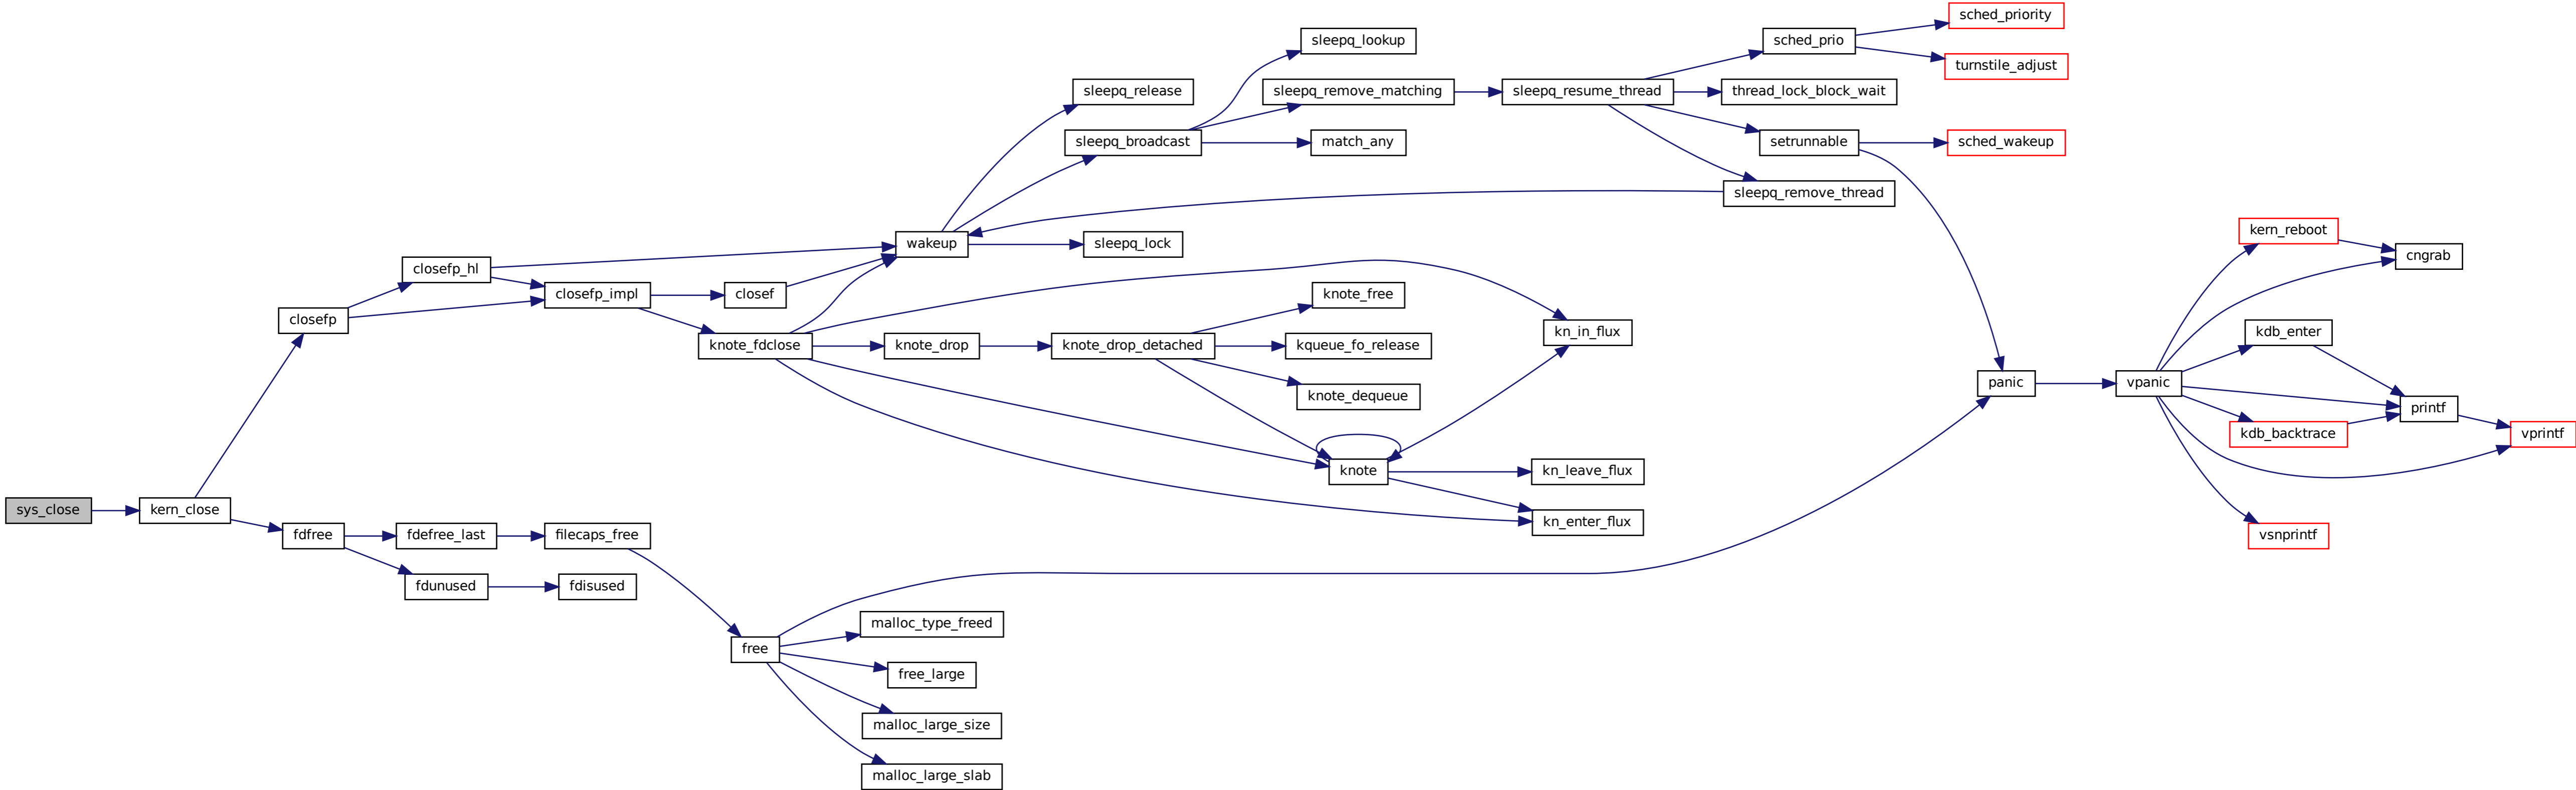 sched_priority
sleepq_lookup
sched_prio
turnstile_adjust
sleepq_release
sleepq_remove_matching
sleepq_resume_thread
thread_lock_block_wait
sleepq_broadcast
match_any
setrunnable
sched_wakeup
sleepq_remove_thread
kern_reboot
wakeup
sleepq_lock
cngrab
closefp_hl
closefp_impl
closef
knote_free
closefp
kn_in_flux
kdb_enter
knote_fdclose
knote_drop
knote_drop_detached
kqueue_fo_release
panic
vpanic
knote_dequeue
printf
kdb_backtrace
vprintf
knote
kn_leave_flux
sys_close
kern_close
kn_enter_flux
fdfree
fdefree_last
filecaps_free
vsnprintf
fdunused
fdisused
malloc_type_freed
free
free_large
malloc_large_size
malloc_large_slab